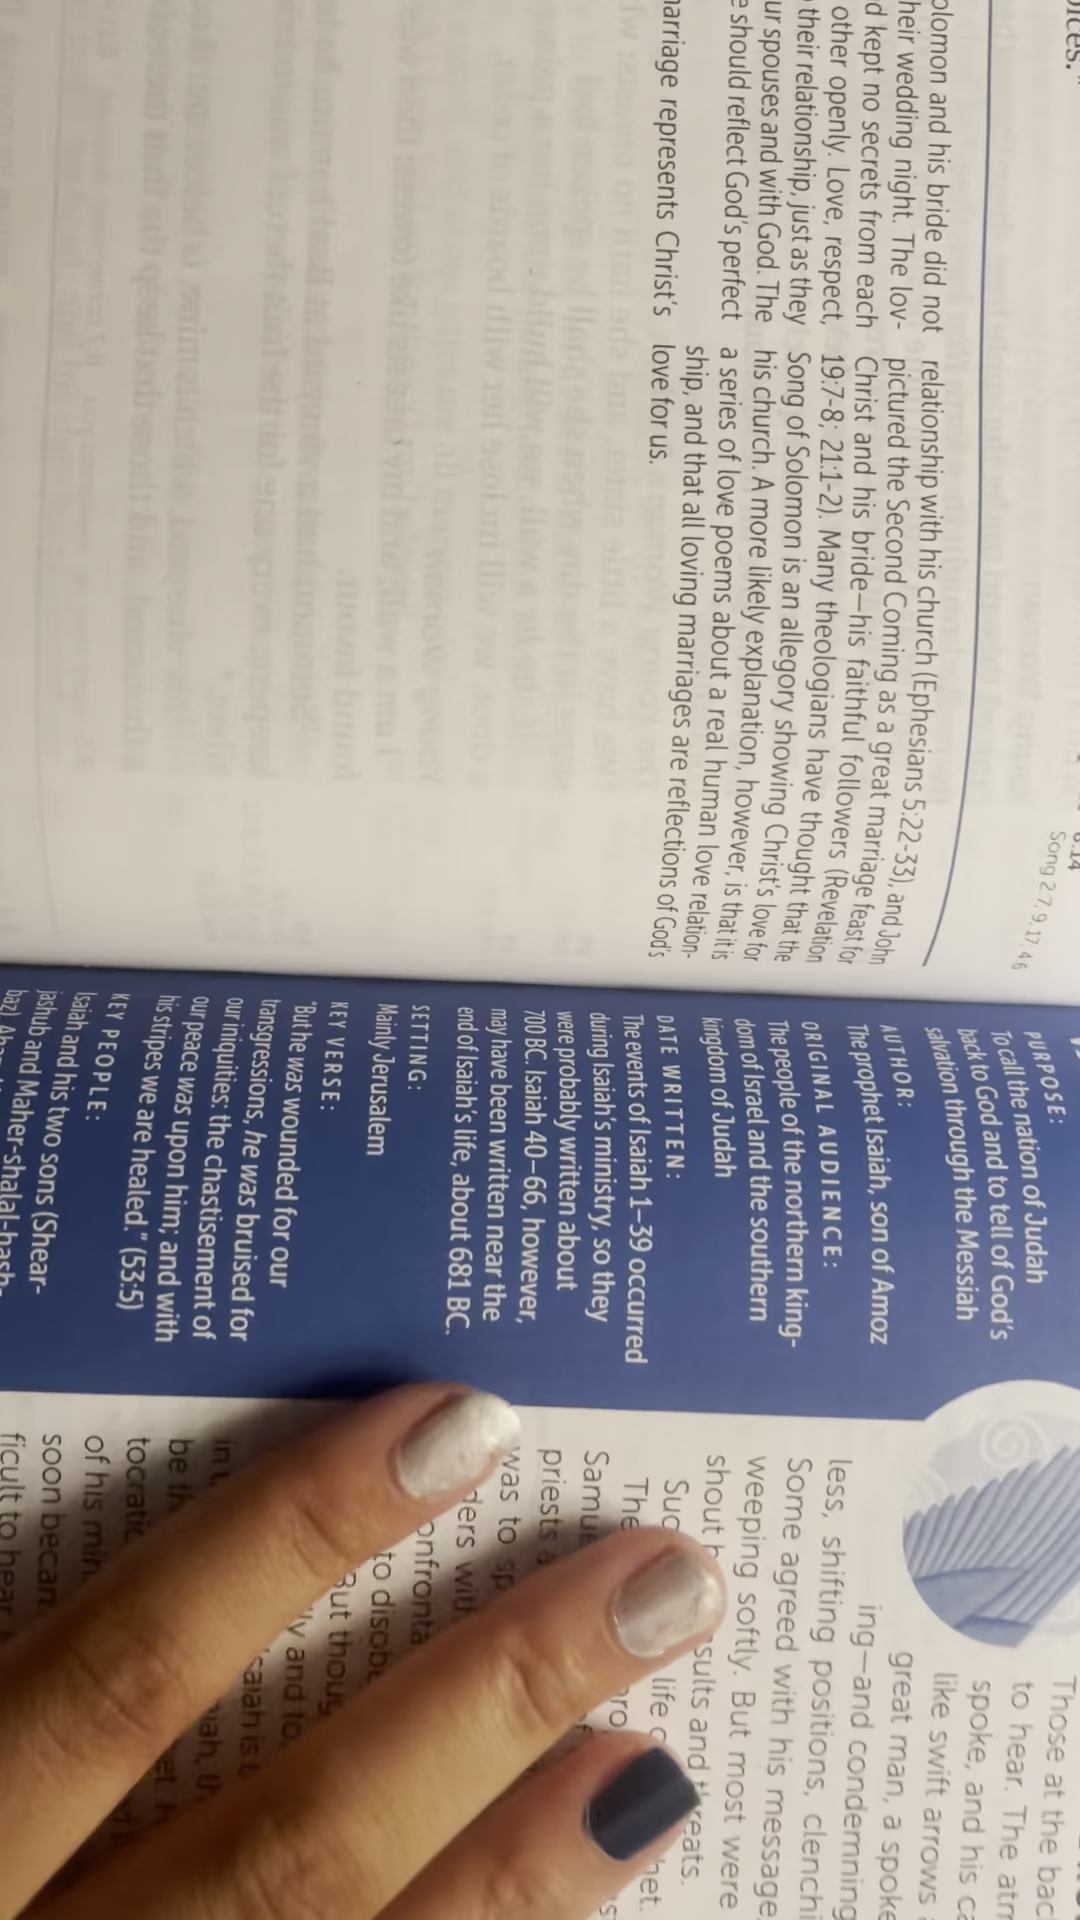 oices."
6:14
Song 2:7, 9, 17; 4:6
olomon and his bride did not
heir wedding night. The lov-
d kept no secrets from each
other openly. Love, respect,
their relationship, just as they
ur spouses and with God. The
e should reflect God's perfect
arriage represents Christ's
relationship with his church (Ephesians 5:22-33), and John
pictured the Second Coming as a great marriage feast for
Christ and his bride—his faithful followers (Revelation
19:7-8; 21:1-2). Many theologians have thought that the
Song of Solomon is an allegory showing Christ's love for
his church. A more likely explanation, however, is that it is
a series of love poems about a real human love relation-
ship, and that all loving marriages are reflections of God's
love for us.
PURPOSE:
To call the nation of Judah
back to God and to tell of God's
salvation through the Messiah
AUTHOR:
The prophet Isaiah, son of Amoz
ORIGINAL AUDIENCE:
The people of the northern king-
dom of Israel and the southern
kingdom of Judah
DATE WRITTEN:
The events of Isaiah 1–39 occurred
during Isaiah's ministry, so they
were probably written about
700 BC. Isaiah 40–66, however,
may have been written near the
end of Isaiah's life, about 681 BC.
SETTING:
Mainly Jerusalem
KEY VERSE:
"But he was wounded for our
transgressions, he was bruised for
our iniquities: the chastisement of
our peace was upon him; and with
his stripes we are healed." (53:5)
KEY PEOPLE:
Isaiah and his two sons (Shear-
jashub and Maher-shalal-hash-
Those at the bac
to hear. The atm
spoke, and his ca
like swift arrows
great man, a spoke
ing—and condemning
less, shifting positions, clenchi
Some agreed with his message,
weeping softly. But most were
shout sults and threats.
Suc life
The
Samue
priests
was to sp
ders wit
onfronta
to disob
But thoug
ly and to
in
be th
tocratic
of his min
soon becam
ficult to hear